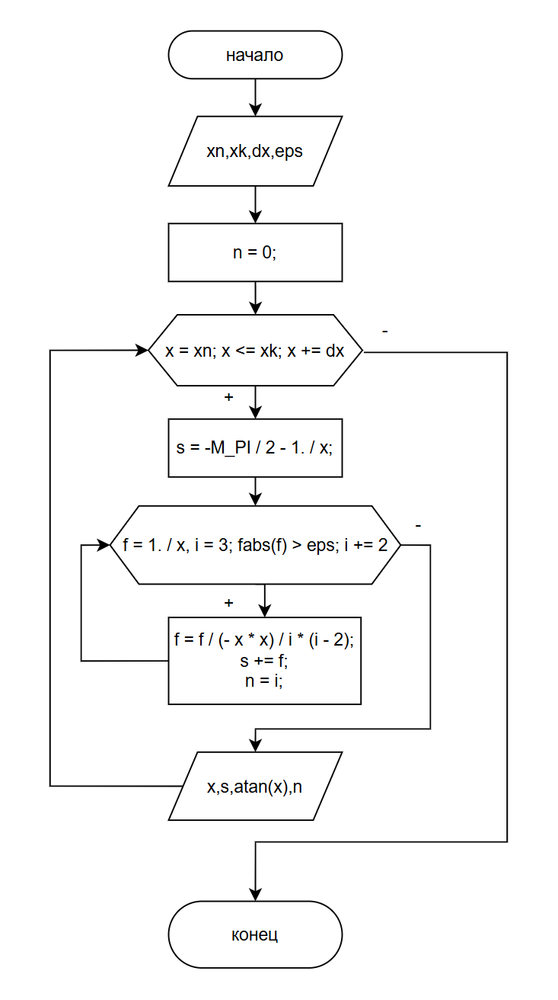 начало
xn,xk,dx,eps
n = 0;
x = xn; x <= xk; x += dx
-
+
s = -M_PI / 2 - 1. / x;
f = 1. / x, i = 3; fabs(f) > eps; i += 2
-
+
f = f / (- x * x) / i * (i - 2);
s += f;
n = i;
x,s,atan(x),n
конец